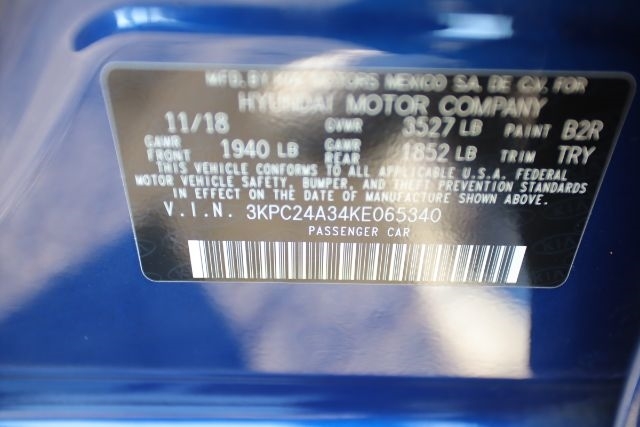 MFD.BY KIA MOTORS MEXICO S.A. DE C.V. FOR
HYUNDAI MOTOR COMPANY
11/18 GVWR 3527 LB PAINT B2R
GAWR FRONT 1940 LB GAWR REAR 1852 LB TRIM TRY
THIS VEHICLE CONFORMS TO ALL APPLICABLE U.S.A. FEDERAL
MOTOR VEHICLE SAFETY, BUMPER, AND THEFT PREVENTION STANDARDS
IN EFFECT ON THE DATE OF MANUFACTURE SHOWN ABOVE.
V.I.N. 3KPC24A34KE065340
PASSENGER CAR